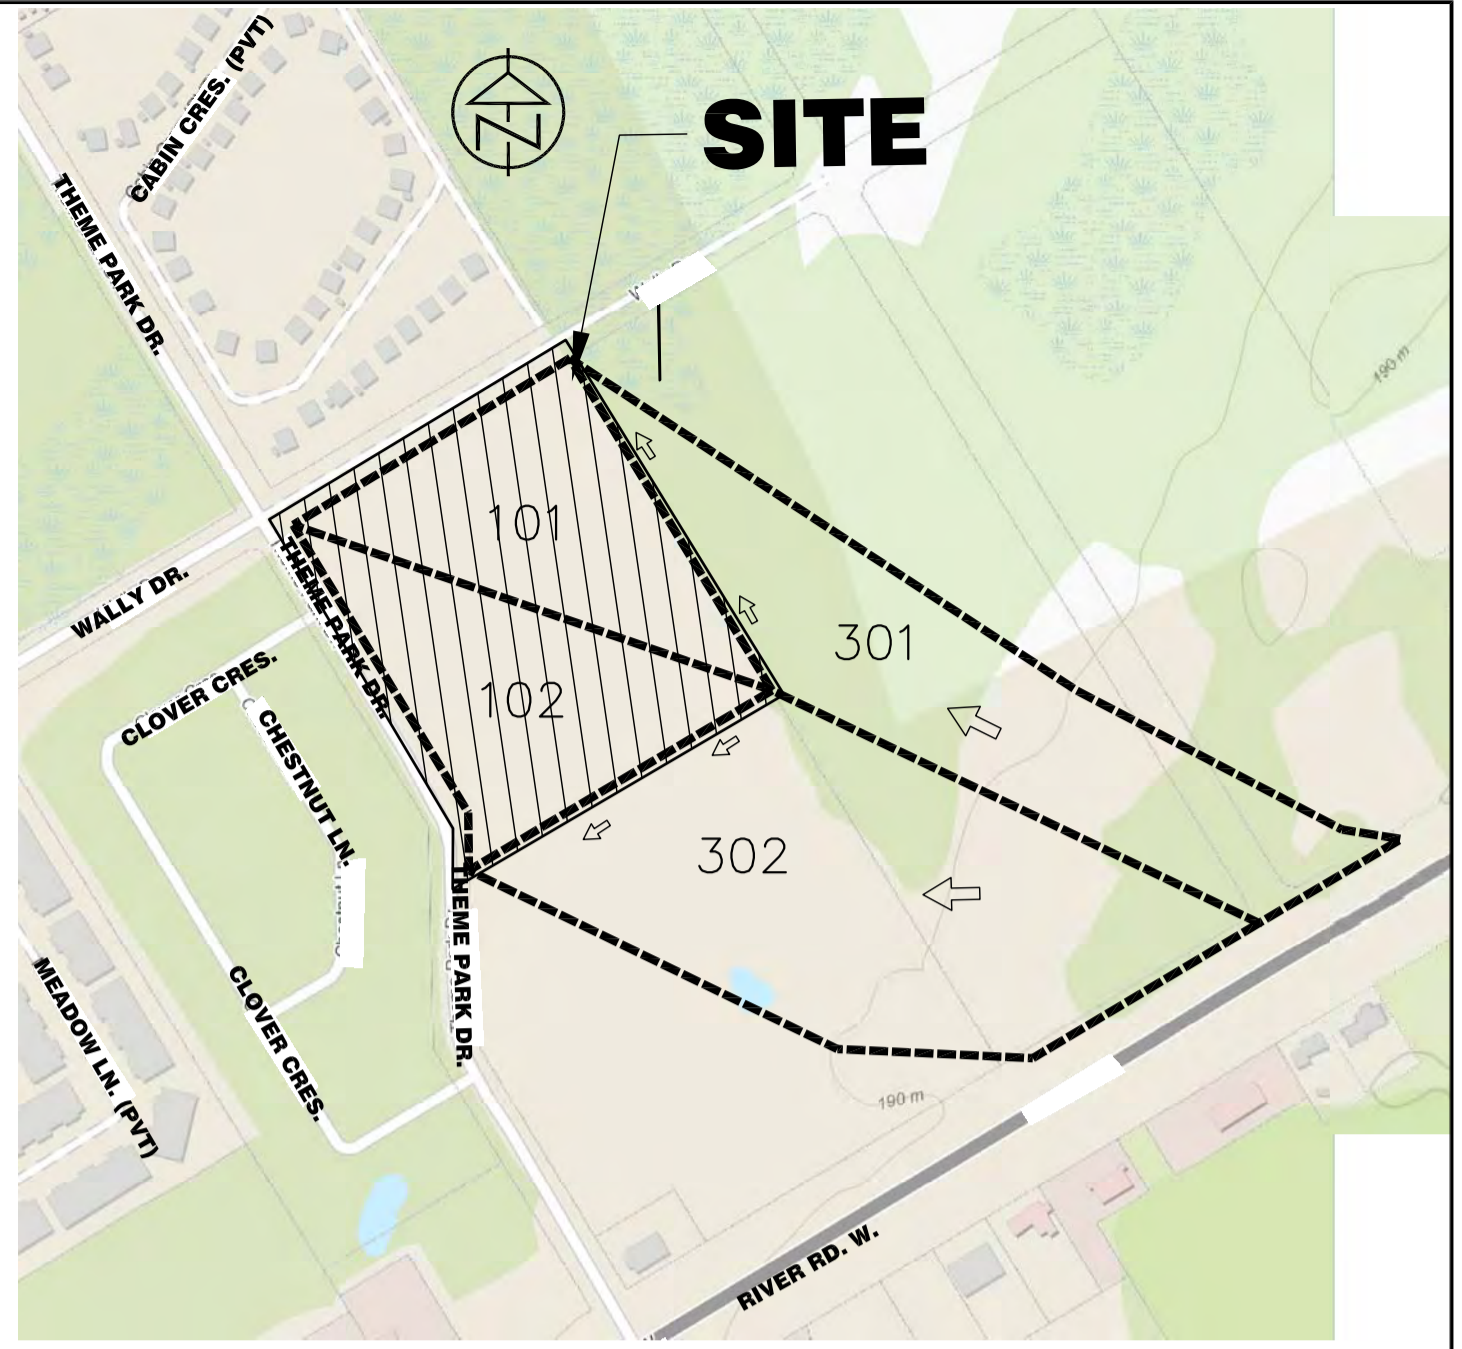 CABIN CRES. (PVT)
N
SITE
THEME PARK DR.
190 m
101
THEME PARK DR.
WALLY DR.
301
CLOVER CRES.
102
CHESTNUT LN.
302
THEME PARK DR.
MEADOW LN. (PVT)
CLOVER CRES.
190 m
RIVER RD. W.